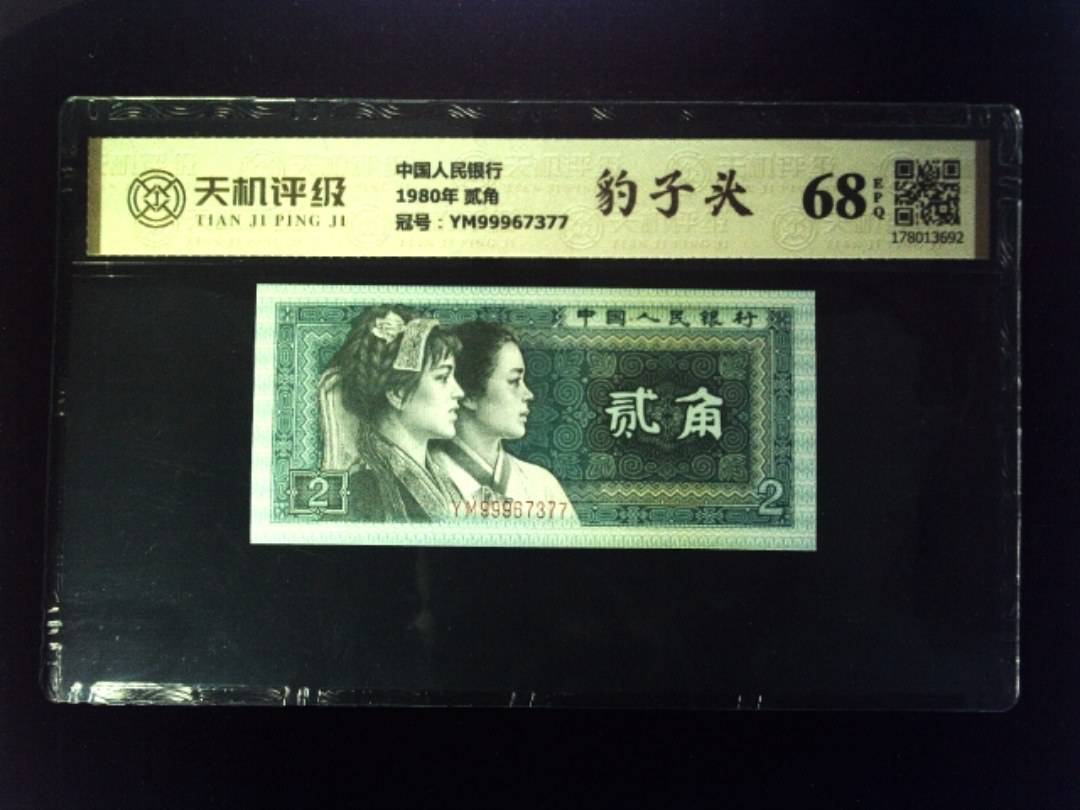 天机评级
TIAN JI PING JI
中国人民银行
1980年 贰角
冠号：YM99967377
豹子头
68
EPQ
178013692
中国人民银行
贰角
2
2
YM99967377